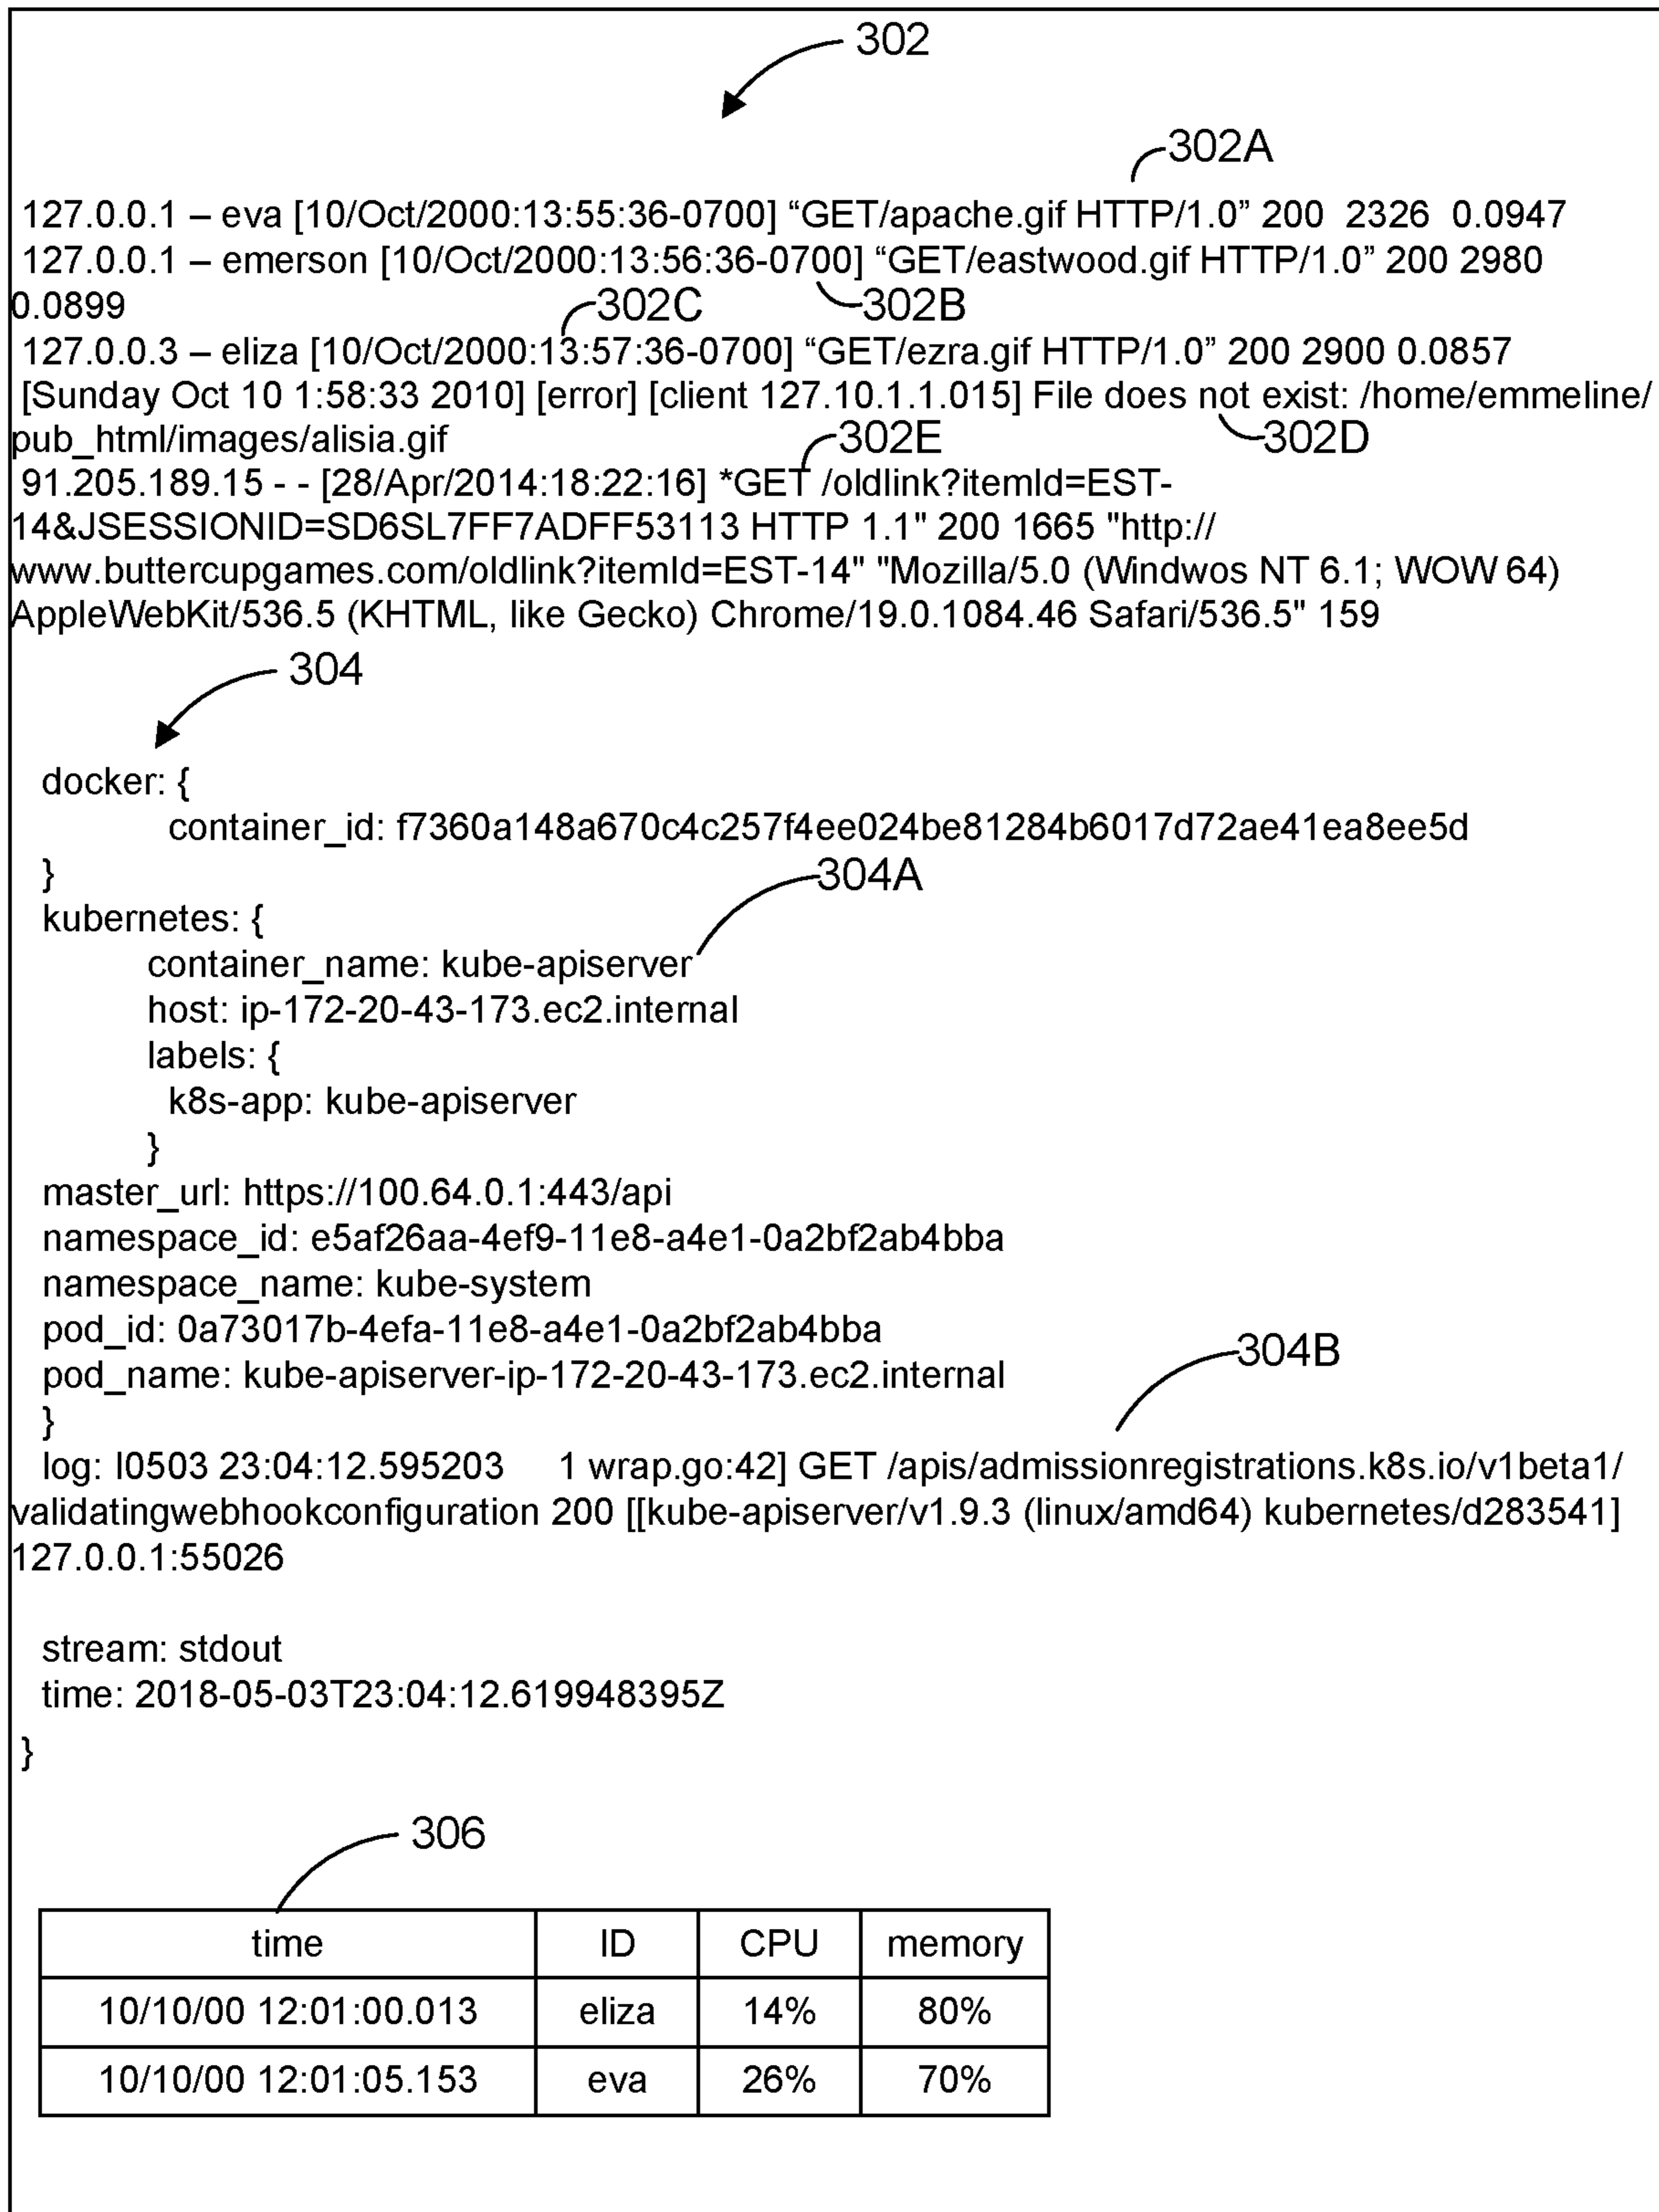 302
302A
127.0.0.1 – eva [10/Oct/2000:13:55:36-0700] “GET/apache.gif HTTP/1.0” 200  2326  0.0947
127.0.0.1 – emerson [10/Oct/2000:13:56:36-0700] “GET/eastwood.gif HTTP/1.0” 200 2980
0.0899
302C
302B
127.0.0.3 – eliza [10/Oct/2000:13:57:36-0700] “GET/ezra.gif HTTP/1.0” 200 2900 0.0857
[Sunday Oct 10 1:58:33 2010] [error] [client 127.10.1.1.015] File does not exist: /home/emmeline/
pub_html/images/alisia.gif
302E
302D
91.205.189.15 - - [28/Apr/2014:18:22:16] *GET /oldlink?itemId=EST-
14&JSESSIONID=SD6SL7FF7ADFF53113 HTTP 1.1" 200 1665 "http://
www.buttercupgames.com/oldlink?itemId=EST-14" "Mozilla/5.0 (Windwos NT 6.1; WOW 64)
AppleWebKit/536.5 (KHTML, like Gecko) Chrome/19.0.1084.46 Safari/536.5" 159
304
docker: {
container_id: f7360a148a670c4c257f4ee024be81284b6017d72ae41ea8ee5d
}
304A
kubernetes: {
container_name: kube-apiserver
host: ip-172-20-43-173.ec2.internal
labels: {
k8s-app: kube-apiserver
}
master_url: https://100.64.0.1:443/api
namespace_id: e5af26aa-4ef9-11e8-a4e1-0a2bf2ab4bba
namespace_name: kube-system
pod_id: 0a73017b-4efa-11e8-a4e1-0a2bf2ab4bba
304B
pod_name: kube-apiserver-ip-172-20-43-173.ec2.internal
}
log: I0503 23:04:12.595203     1 wrap.go:42] GET /apis/admissionregistrations.k8s.io/v1beta1/
validatingwebhookconfiguration 200 [[kube-apiserver/v1.9.3 (linux/amd64) kubernetes/d283541]
127.0.0.1:55026
stream: stdout
time: 2018-05-03T23:04:12.619948395Z
}
306
time ID CPU memory
10/10/00 12:01:00.013 eliza 14% 80%
10/10/00 12:01:05.153 eva 26% 70%